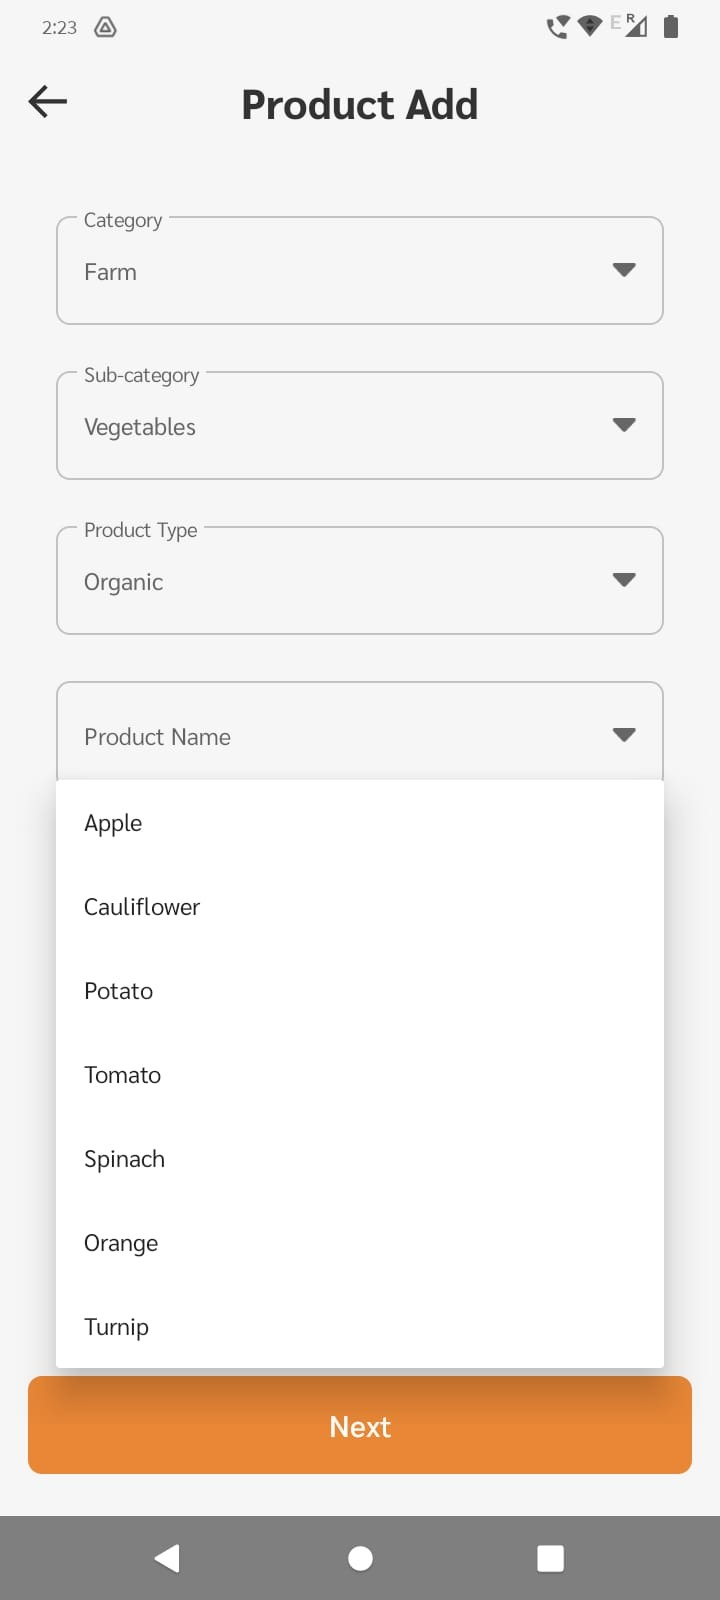 2:23
E R
Product Add
Category
Farm
Sub-category
Vegetables
Product Type
Organic
Product Name
Apple
Cauliflower
Potato
Tomato
Spinach
Orange
Turnip
Next